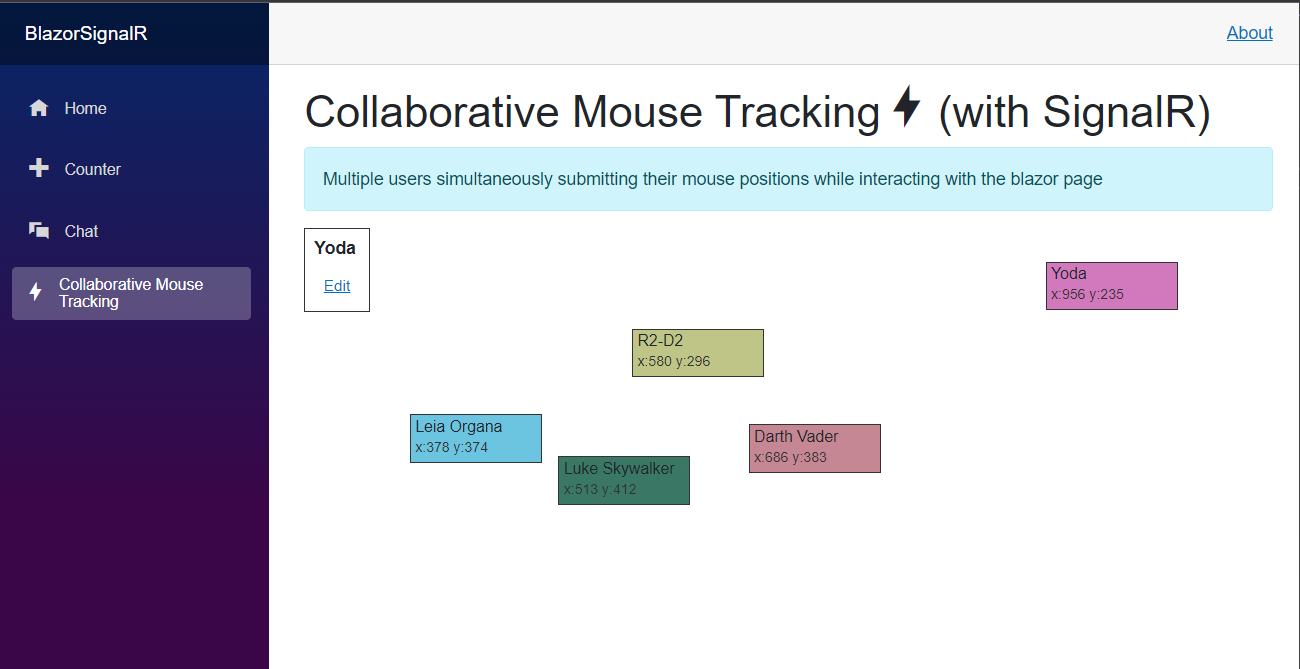 BlazorSignalR
About
Home
Counter
Chat
Collaborative Mouse
Tracking
Collaborative Mouse Tracking (with SignalR)
Multiple users simultaneously submitting their mouse positions while interacting with the blazor page
Yoda
Edit
Yoda
x:956 y:235
R2-D2
x:580 y:296
Leia Organa
x:378 y:374
Darth Vader
x:686 y:383
Luke Skywalker
x:513 y:412